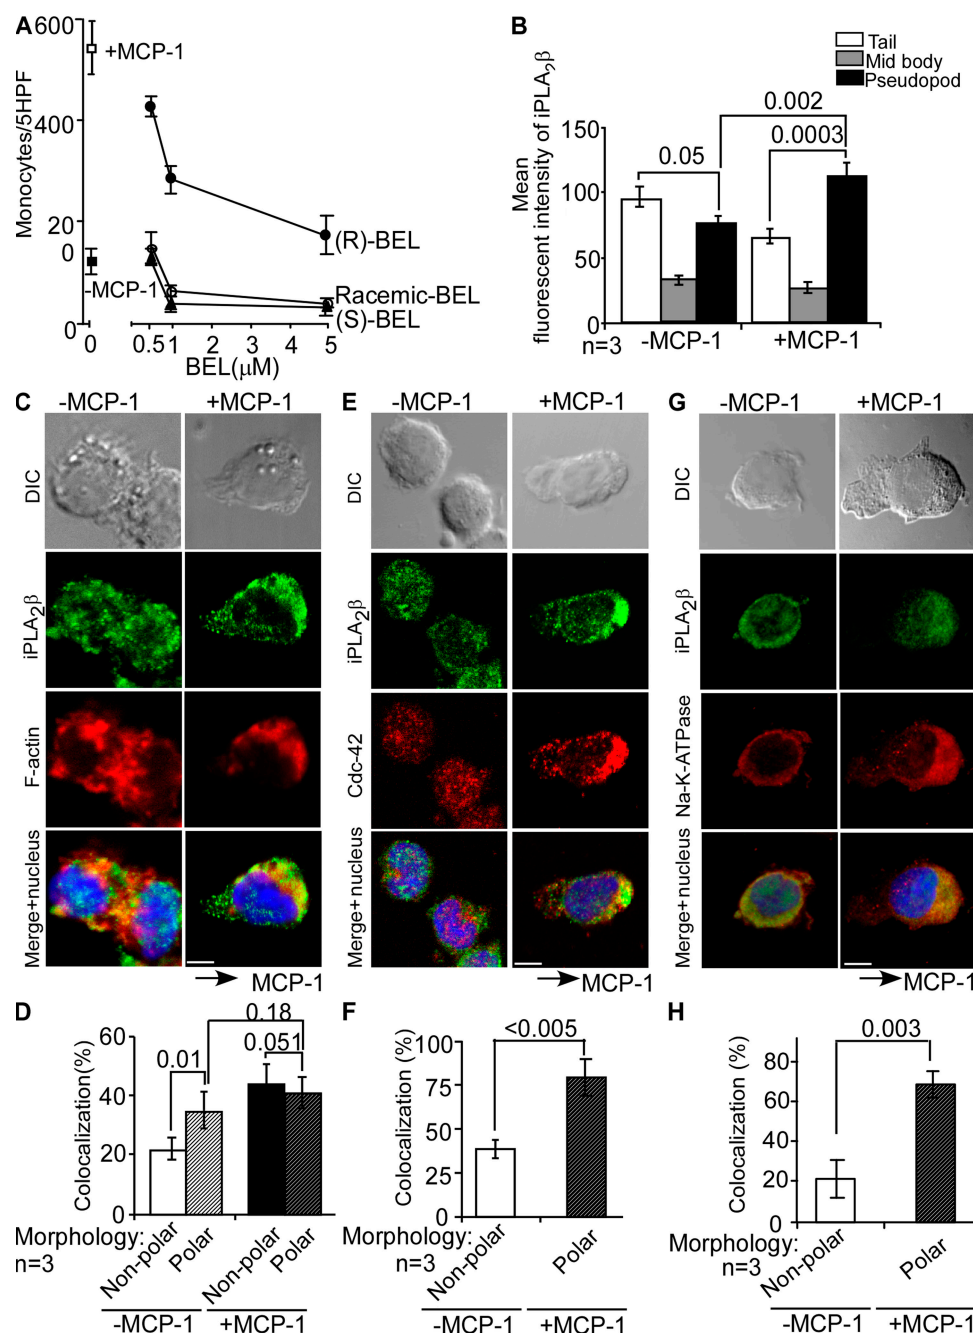 A
600
400
200
0
0
Monocytes/5HPF
+MCP-1
-MCP-1
(R)-BEL
Racemic-BEL
(S)-BEL
0 0.5 1 2 3 4 5
BEL(µM)
B
Tail
Mid body
Pseudopod
Mean
fluorescent intensity of iPLA₂β
150
100
50
0
0.05
0.002
0.0003
n=3 -MCP-1 +MCP-1
C -MCP-1 +MCP-1
DIC
iPLA₂β
F-actin
Merge+nucleus
MCP-1
E -MCP-1 +MCP-1
DIC
iPLA₂β
Cdc-42
Merge+ nucleus
MCP-1
G -MCP-1 +MCP-1
DIC
iPLA₂β
Na-K-ATPase
Merge+ nucleus
MCP-1
D
Colocalization(%)
60
40
20
0
0.01
0.18
0.051
Morphology:
n=3
Non-polar
Polar
Non-polar
Polar
-MCP-1 +MCP-1
F
Colocalization (%)
100
75
50
25
0
<0.005
Morphology:
n=3
Non-polar
Polar
-MCP-1 +MCP-1
H
Colocalization (%)
80
60
40
20
0
0.003
Morphology:
n=3
Non-polar
Polar
-MCP-1 +MCP-1